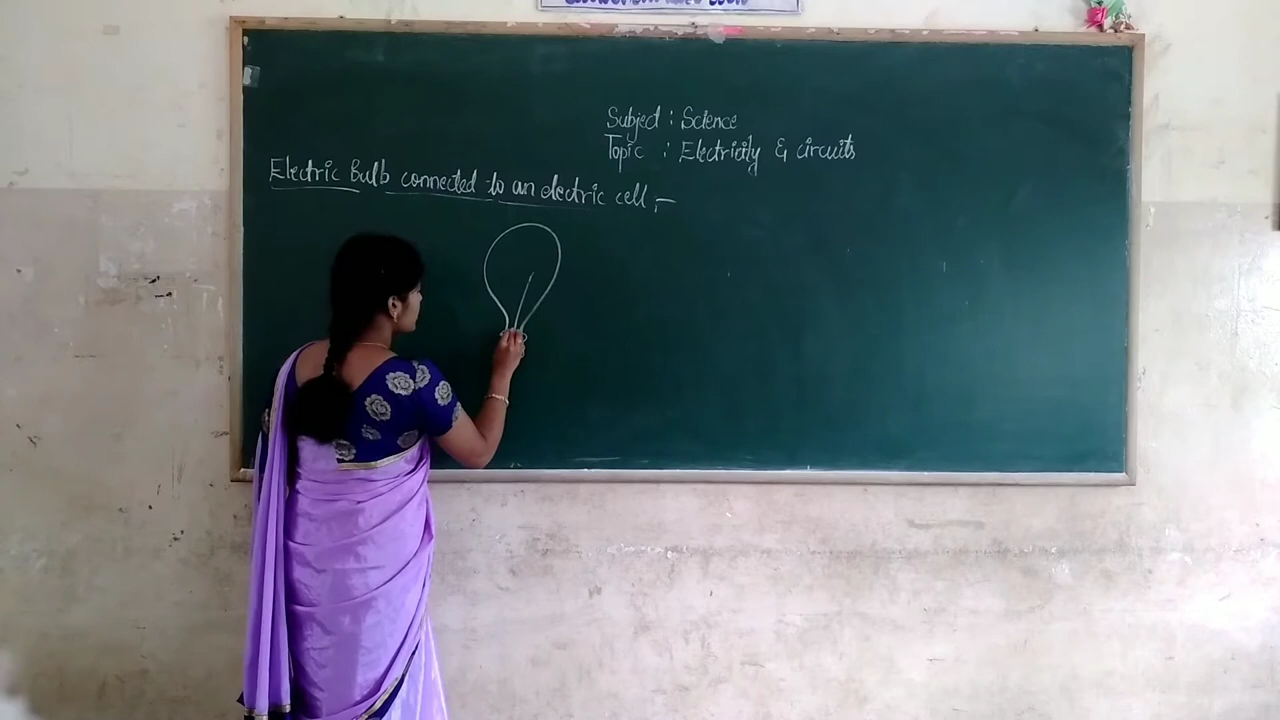 Subject : Science
Topic : Electricity & circuits
Electric Bulb connected to an electric cell :-